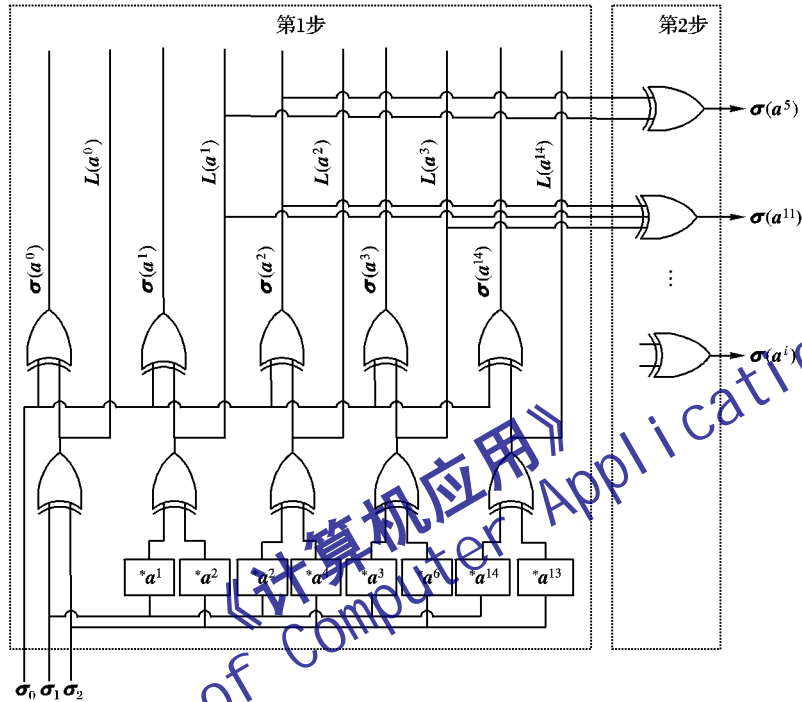 第1步
第2步
σ(a⁵)
L(a⁰)
L(a¹)
L(a²)
L(a³)
L(a¹⁴)
σ(a¹¹)
σ(a⁰)
σ(a¹)
σ(a²)
σ(a³)
σ(a¹⁴)
⋮
σ(aⁱ)
*a¹
*a²
*a²
*a⁴
*a³
*a⁶
*a¹⁴
*a¹³
σ₀ σ₁ σ₂
《计算机应用》
of Computer Applicatio